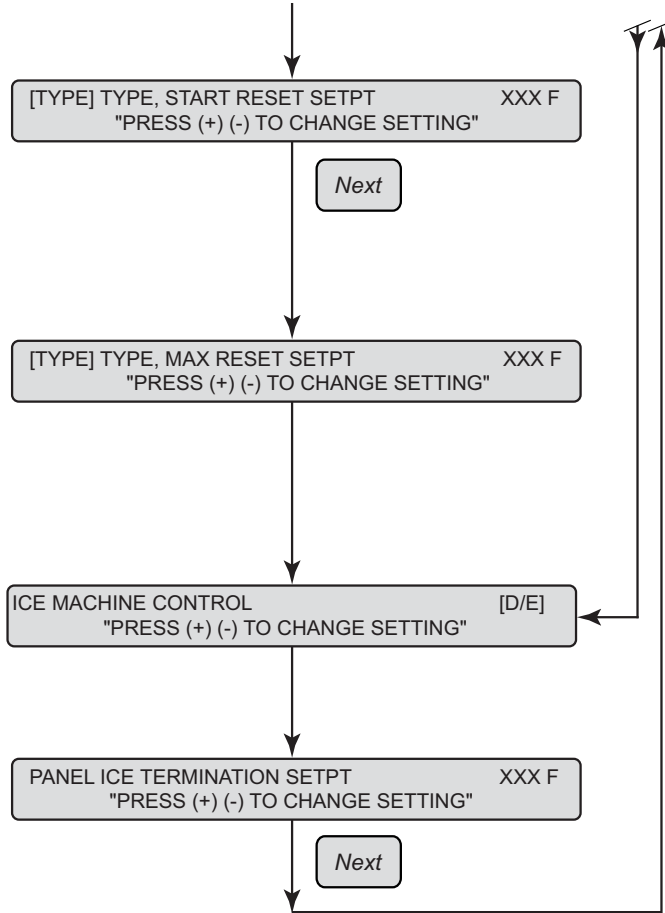 [TYPE] TYPE, START RESET SETPT XXX F
"PRESS (+) (-) TO CHANGE SETTING"
Next
[TYPE] TYPE, MAX RESET SETPT XXX F
"PRESS (+) (-) TO CHANGE SETTING"
ICE MACHINE CONTROL [D/E]
"PRESS (+) (-) TO CHANGE SETTING"
PANEL ICE TERMINATION SETPT XXX F
"PRESS (+) (-) TO CHANGE SETTING"
Next